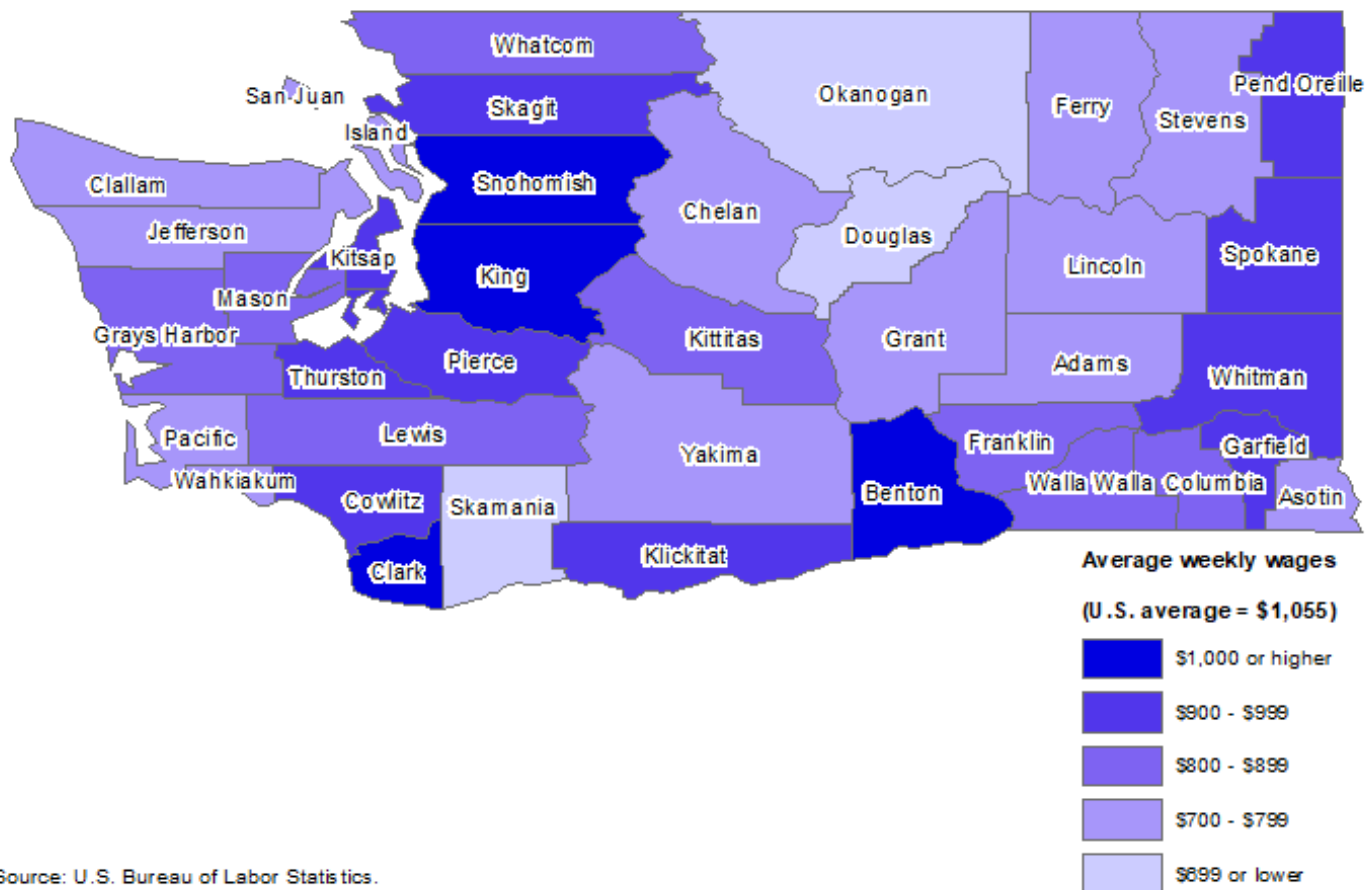 Whatcom
San Juan
Skagit
Okanogan
Ferry
Stevens
Pend Oreille
Island
Clallam
Snohomish
Chelan
Jefferson
Douglas
Kitsap
King
Lincoln
Spokane
Mason
Grays Harbor
Kittitas
Grant
Thurston
Pierce
Adams
Whitman
Pacific
Lewis
Yakima
Franklin
Garfield
Wahkiakum
Cowlitz
Skamania
Benton
Walla Walla
Columbia
Asotin
Clark
Klickitat
Average weekly wages
(U.S. average = $1,055)
$1,000 or higher
$900 - $999
$800 - $899
$700 - $799
$699 or lower
Source: U.S. Bureau of Labor Statistics.